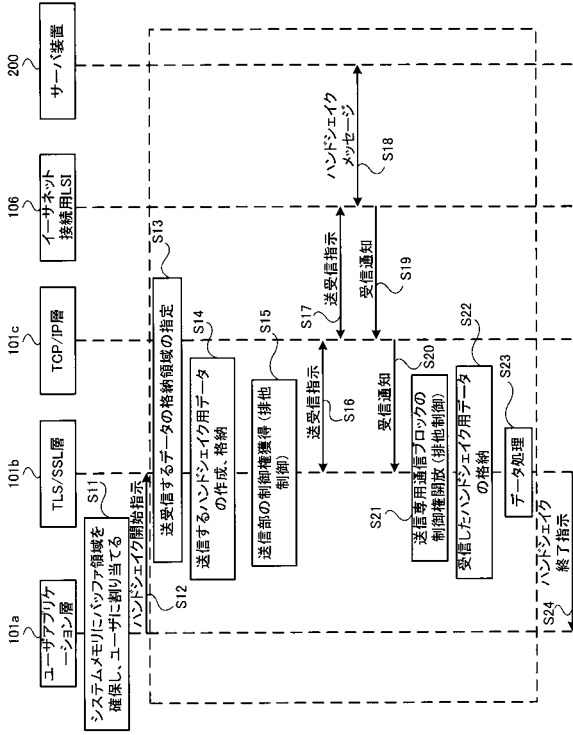 101a
ユーザアプリケ
ーション層
101b
TLS/SSL層
101c
TCP/IP層
106
イーサネット
接続用LSI
200
サーバ装置
S11
システムメモリにバッファ領域を
確保し、ユーザに割り当てる
ハンドシェイク開始指示
S12
S13
送受信するデータの格納領域の指定
S14
送信するハンドシェイク用データ
の作成、格納
S15
送信部の制御権獲得(排他
制御)
送受信指示
S16
S17
送受信指示
ハンドシェイク
メッセージ
S18
受信通知
S19
受信通知
S20
S21
送信専用通信ブロックの
制御権開放(排他制御)
S22
受信したハンドシェイク用データ
の格納
S23
データ処理
ハンドシェイク
終了指示
S24